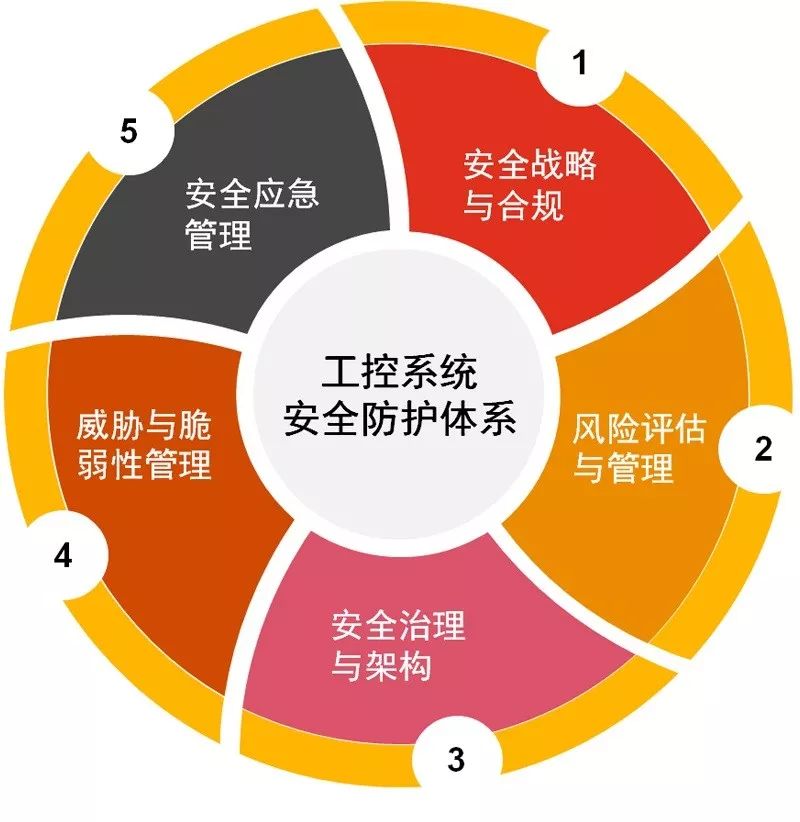 工控系统
安全防护体系
1
安全战略
与合规
2
风险评估
与管理
3
安全治理
与架构
4
威胁与脆
弱性管理
5
安全应急
管理